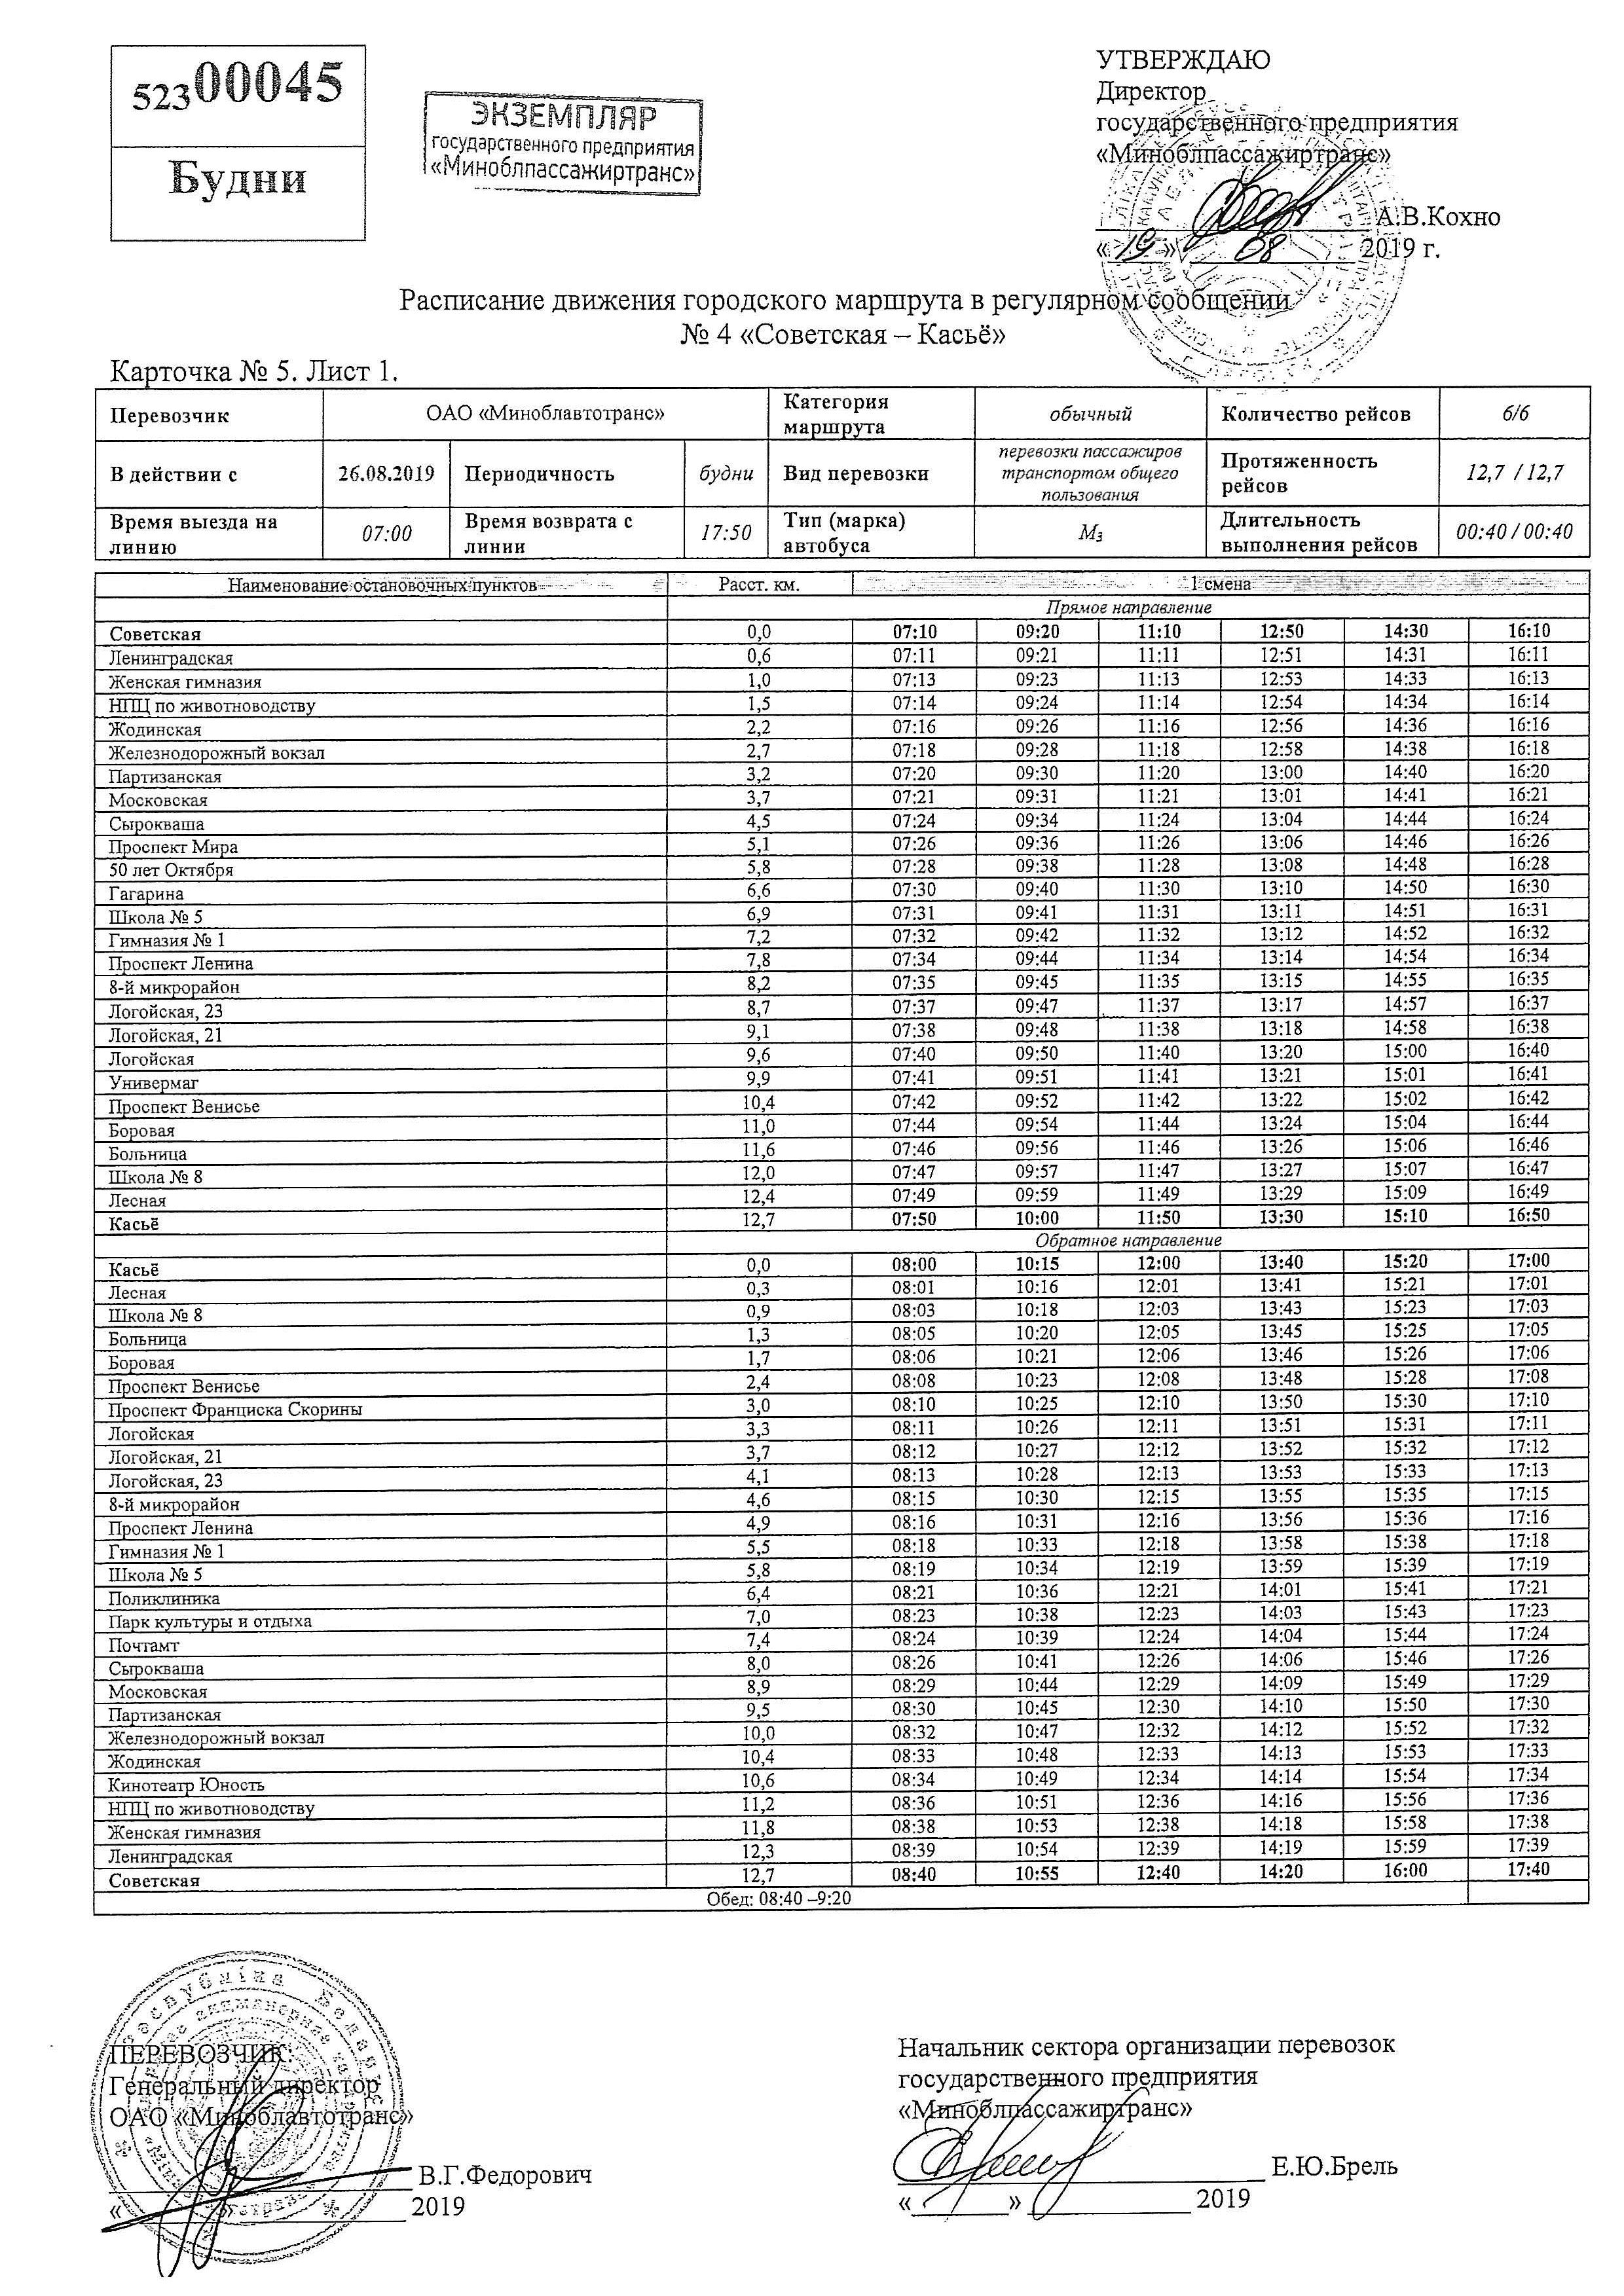 52300045
Будни
ЭКЗЕМПЛЯР
государственного предприятия
«Миноблпассажиртранс»
УТВЕРЖДАЮ
Директор
государственного предприятия
«Миноблпассажиртранс»
А.В.Кохно
«19» 08 2019 г.
Расписание движения городского маршрута в регулярном сообщении
№ 4 «Советская – Касьё»
Карточка № 5. Лист 1.
Перевозчик ОАО «Миноблавтотранс» Категория маршрута обычный Количество рейсов 6/6
В действии с 26.08.2019 Периодичность будни Вид перевозки перевозки пассажиров транспортом общего пользования Протяженность рейсов 12,7 / 12,7
Время выезда на линию 07:00 Время возврата с линии 17:50 Тип (марка) автобуса М3 Длительность выполнения рейсов 00:40 / 00:40
Наименование остановочных пунктов Расст. км. 1 смена
Прямое направление
Советская 0,0 07:10 09:20 11:10 12:50 14:30 16:10
Ленинградская 0,6 07:11 09:21 11:11 12:51 14:31 16:11
Женская гимназия 1,0 07:13 09:23 11:13 12:53 14:33 16:13
НПЦ по животноводству 1,5 07:14 09:24 11:14 12:54 14:34 16:14
Жодинская 2,2 07:16 09:26 11:16 12:56 14:36 16:16
Железнодорожный вокзал 2,7 07:18 09:28 11:18 12:58 14:38 16:18
Партизанская 3,2 07:20 09:30 11:20 13:00 14:40 16:20
Московская 3,7 07:21 09:31 11:21 13:01 14:41 16:21
Сырокваша 4,5 07:24 09:34 11:24 13:04 14:44 16:24
Проспект Мира 5,1 07:26 09:36 11:26 13:06 14:46 16:26
50 лет Октября 5,8 07:28 09:38 11:28 13:08 14:48 16:28
Гагарина 6,6 07:30 09:40 11:30 13:10 14:50 16:30
Школа № 5 6,9 07:31 09:41 11:31 13:11 14:51 16:31
Гимназия № 1 7,2 07:32 09:42 11:32 13:12 14:52 16:32
Проспект Ленина 7,8 07:34 09:44 11:34 13:14 14:54 16:34
8-й микрорайон 8,2 07:35 09:45 11:35 13:15 14:55 16:35
Логойская, 23 8,7 07:37 09:47 11:37 13:17 14:57 16:37
Логойская, 21 9,1 07:38 09:48 11:38 13:18 14:58 16:38
Логойская 9,6 07:40 09:50 11:40 13:20 15:00 16:40
Универмаг 9,9 07:41 09:51 11:41 13:21 15:01 16:41
Проспект Венисье 10,4 07:42 09:52 11:42 13:22 15:02 16:42
Боровая 11,0 07:44 09:54 11:44 13:24 15:04 16:44
Больница 11,6 07:46 09:56 11:46 13:26 15:06 16:46
Школа № 8 12,0 07:47 09:57 11:47 13:27 15:07 16:47
Лесная 12,4 07:49 09:59 11:49 13:29 15:09 16:49
Касьё 12,7 07:50 10:00 11:50 13:30 15:10 16:50
Обратное направление
Касьё 0,0 08:00 10:15 12:00 13:40 15:20 17:00
Лесная 0,3 08:01 10:16 12:01 13:41 15:21 17:01
Школа № 8 0,9 08:03 10:18 12:03 13:43 15:23 17:03
Больница 1,3 08:05 10:20 12:05 13:45 15:25 17:05
Боровая 1,7 08:06 10:21 12:06 13:46 15:26 17:06
Проспект Венисье 2,4 08:08 10:23 12:08 13:48 15:28 17:08
Проспект Франциска Скорины 3,0 08:10 10:25 12:10 13:50 15:30 17:10
Логойская 3,3 08:11 10:26 12:11 13:51 15:31 17:11
Логойская, 21 3,7 08:12 10:27 12:12 13:52 15:32 17:12
Логойская, 23 4,1 08:13 10:28 12:13 13:53 15:33 17:13
8-й микрорайон 4,6 08:15 10:30 12:15 13:55 15:35 17:15
Проспект Ленина 4,9 08:16 10:31 12:16 13:56 15:36 17:16
Гимназия № 1 5,5 08:18 10:33 12:18 13:58 15:38 17:18
Школа № 5 5,8 08:19 10:34 12:19 13:59 15:39 17:19
Поликлиника 6,4 08:21 10:36 12:21 14:01 15:41 17:21
Парк культуры и отдыха 7,0 08:23 10:38 12:23 14:03 15:43 17:23
Почтамт 7,4 08:24 10:39 12:24 14:04 15:44 17:24
Сырокваша 8,0 08:26 10:41 12:26 14:06 15:46 17:26
Московская 8,9 08:29 10:44 12:29 14:09 15:49 17:29
Партизанская 9,5 08:30 10:45 12:30 14:10 15:50 17:30
Железнодорожный вокзал 10,0 08:32 10:47 12:32 14:12 15:52 17:32
Жодинская 10,4 08:33 10:48 12:33 14:13 15:53 17:33
Кинотеатр Юность 10,6 08:34 10:49 12:34 14:14 15:54 17:34
НПЦ по животноводству 11,2 08:36 10:51 12:36 14:16 15:56 17:36
Женская гимназия 11,8 08:38 10:53 12:38 14:18 15:58 17:38
Ленинградская 12,3 08:39 10:54 12:39 14:19 15:59 17:39
Советская 12,7 08:40 10:55 12:40 14:20 16:00 17:40
Обед: 08:40 –9:20
ПЕРЕВОЗЧИК:
Генеральный директор
ОАО «Миноблавтотранс»
В.Г.Федорович
« » 2019
Начальник сектора организации перевозок
государственного предприятия
«Миноблпассажиртранс»
Е.Ю.Брель
« » 2019